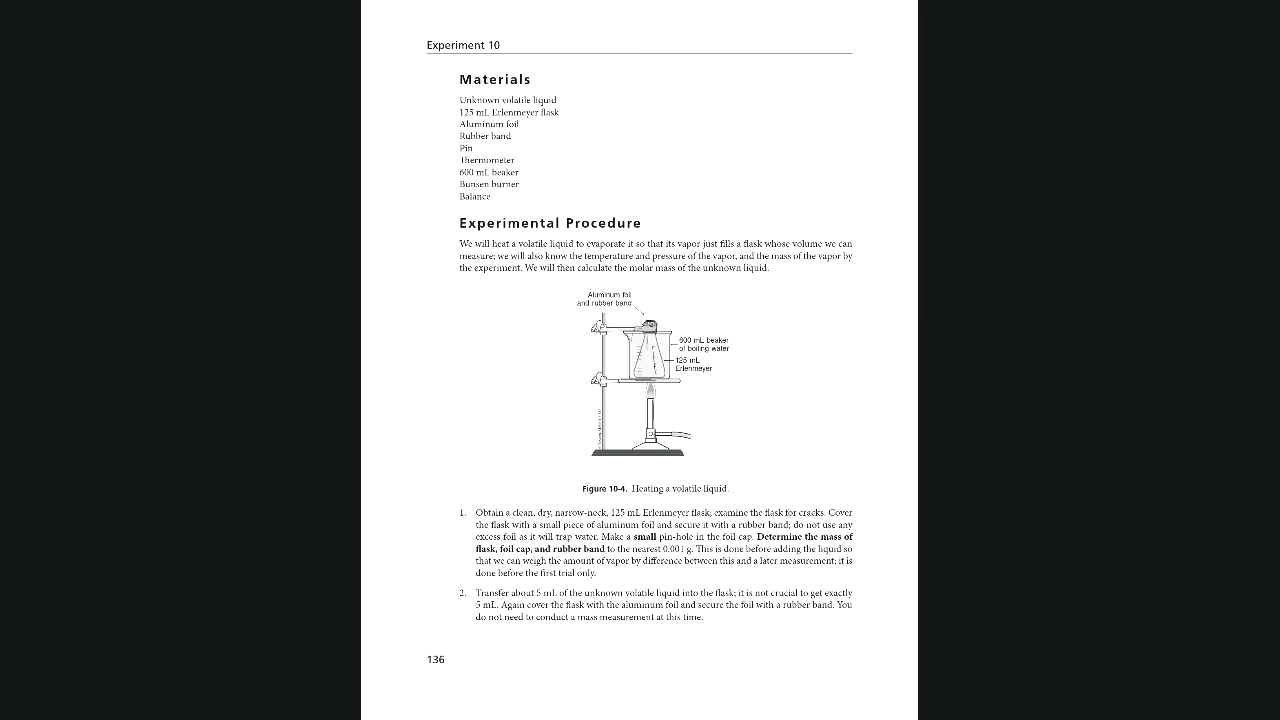 Experiment 10
Materials
Unknown volatile liquid
125 mL Erlenmeyer flask
Aluminum foil
Rubber band
Pin
Thermometer
600 mL beaker
Bunsen burner
Balance
Experimental Procedure
We will heat a volatile liquid to evaporate it so that its vapor just fills a flask whose volume we can
measure; we will also know the temperature and pressure of the vapor, and the mass of the vapor by
the experiment. We will then calculate the molar mass of the unknown liquid.
Aluminum foil
and rubber band
600 mL beaker
of boiling water
125 mL
Erlenmeyer
Figure 10-4. Heating a volatile liquid.
1. Obtain a clean, dry, narrow-neck, 125 mL Erlenmeyer flask; examine the flask for cracks. Cover
the flask with a small piece of aluminum foil and secure it with a rubber band; do not use any
excess foil as it will trap water. Make a small pin-hole in the foil cap. Determine the mass of
flask, foil cap, and rubber band to the nearest 0.001 g. This is done before adding the liquid so
that we can weigh the amount of vapor by difference between this and a later measurement; it is
done before the first trial only.
2. Transfer about 5 mL of the unknown volatile liquid into the flask; it is not crucial to get exactly
5 mL. Again cover the flask with the aluminum foil and secure the foil with a rubber band. You
do not need to conduct a mass measurement at this time.
136